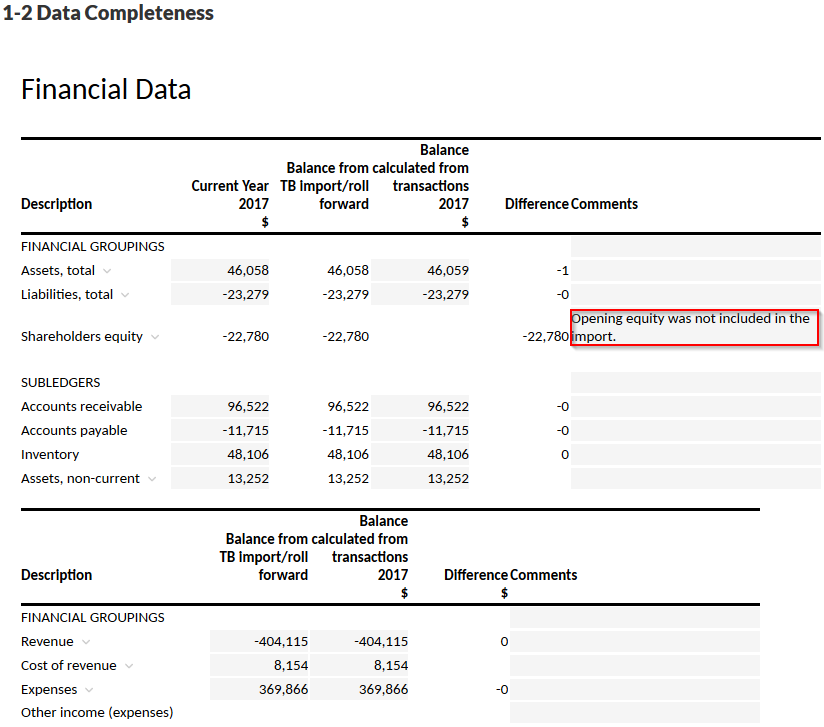 1-2 Data Completeness
Financial Data
Balance
Balance from calculated from
Current Year TB Import/roll transactions
Description 2017 forward 2017 Difference Comments
$ $
FINANCIAL GROUPINGS
Assets, total 46,058 46,058 46,059 -1
Liabilities, total -23,279 -23,279 -23,279 -0
Opening equity was not included in the
Shareholders equity -22,780 -22,780 -22,780 import.
SUBLEDGERS
Accounts receivable 96,522 96,522 96,522 -0
Accounts payable -11,715 -11,715 -11,715 -0
Inventory 48,106 48,106 48,106 0
Assets, non-current 13,252 13,252 13,252
Balance
Balance from calculated from
TB Import/roll transactions
Description forward 2017 Difference Comments
$ $
FINANCIAL GROUPINGS
Revenue -404,115 -404,115 0
Cost of revenue 8,154 8,154
Expenses 369,866 369,866 -0
Other income (expenses)